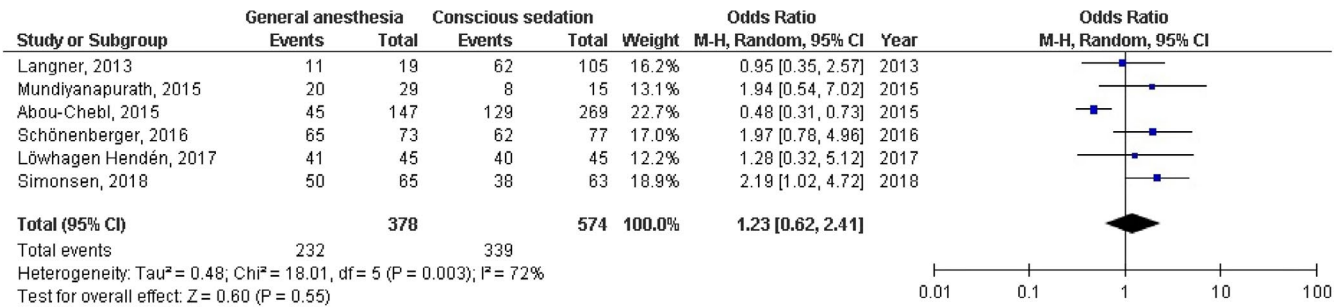 General anesthesia Conscious sedation Odds Ratio Odds Ratio
Study or Subgroup Events Total Events Total Weight M-H, Random, 95% CI Year M-H, Random, 95% CI
Langner, 2013 11 19 62 105 16.2% 0.95 [0.35, 2.57] 2013
Mundiyanapurath, 2015 20 29 8 15 13.1% 1.94 [0.54, 7.02] 2015
Abou-Chebl, 2015 45 147 129 269 22.7% 0.48 [0.31, 0.73] 2015
Schönenberger, 2016 65 73 62 77 17.0% 1.97 [0.78, 4.96] 2016
Löwhagen Hendén, 2017 41 45 40 45 12.2% 1.28 [0.32, 5.12] 2017
Simonsen, 2018 50 65 38 63 18.9% 2.19 [1.02, 4.72] 2018
Total (95% CI) 378 574 100.0% 1.23 [0.62, 2.41]
Total events 232 339
Heterogeneity: Tau² = 0.48; Chi² = 18.01, df = 5 (P = 0.003); I² = 72%
Test for overall effect: Z = 0.60 (P = 0.55)
0.01 0.1 1 10 100